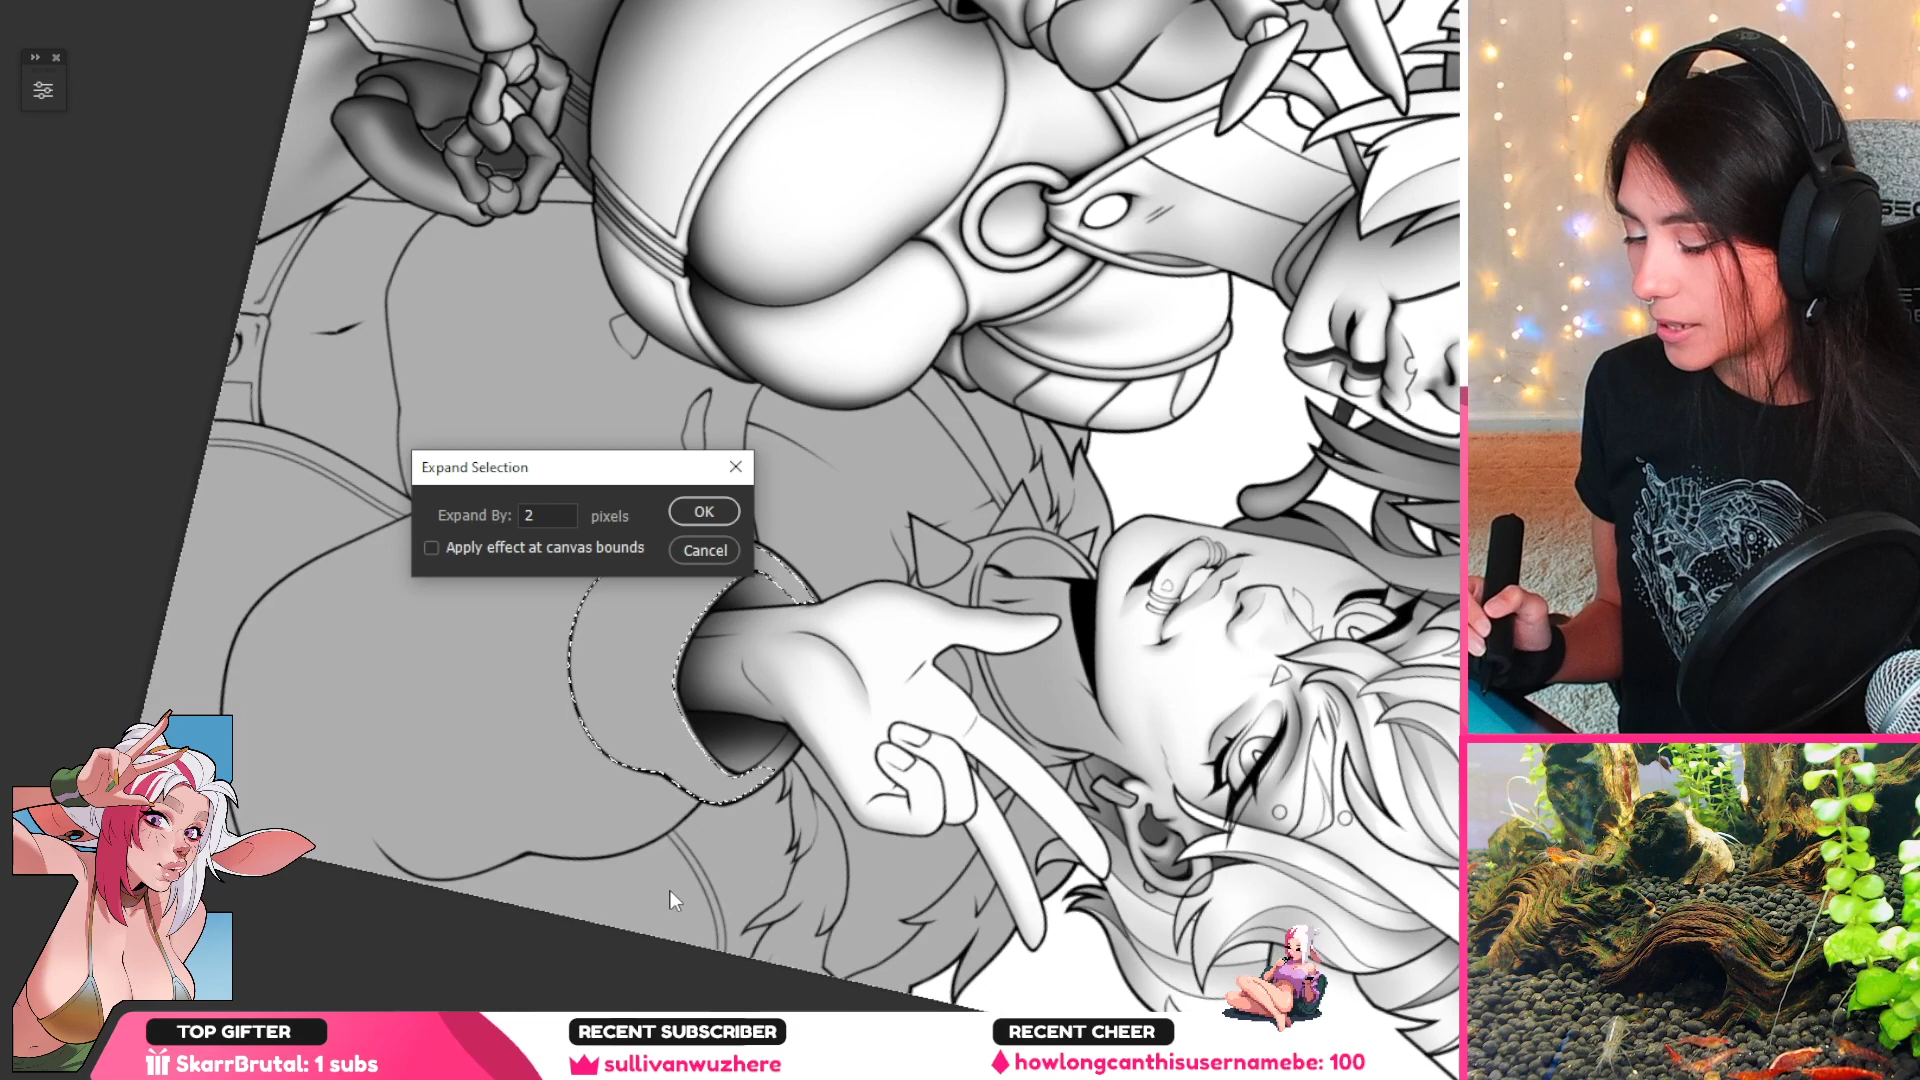 Expand Selection
Expand By: 2 pixels
OK
Apply effect at canvas bounds
Cancel
TOP GIFTER
SkarrBrutal: 1 subs
RECENT SUBSCRIBER
sullivanwuzhere
RECENT CHEER
howlongcanthisusernamebe: 100